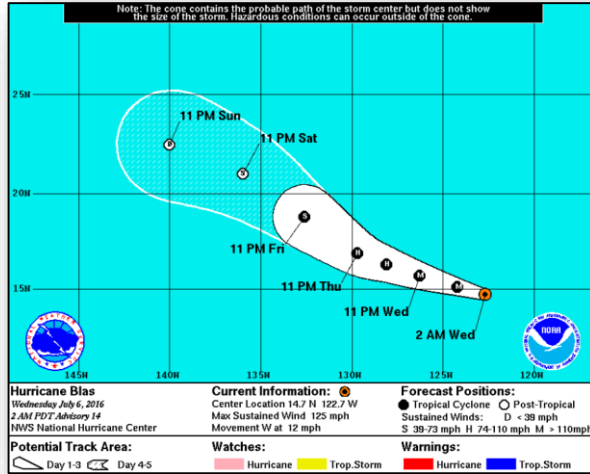 Note: The cone contains the probable path of the storm center but does not show
the size of the storm. Hazardous conditions can occur outside of the cone.
25N
11 PM Sun
11 PM Sat
D
S
20N
S
11 PM Fri
H
H
11 PM Thu
M
M
15N
11 PM Wed
2 AM Wed
NOAA
145W 140W 135W 130W 125W 120W
Hurricane Blas
Wednesday July 6, 2016
2 AM PDT Advisory 14
NWS National Hurricane Center
Current Information:
Center Location 14.7 N 122.7 W
Max Sustained Wind 125 mph
Movement W at 12 mph
Forecast Positions:
Tropical Cyclone Post-Tropical
Sustained Winds: D < 39 mph
S 39-73 mph H 74-110 mph M > 110mph
Potential Track Area:
Day 1-3 Day 4-5
Watches:
Hurricane Trop.Storm
Warnings:
Hurricane Trop.Storm